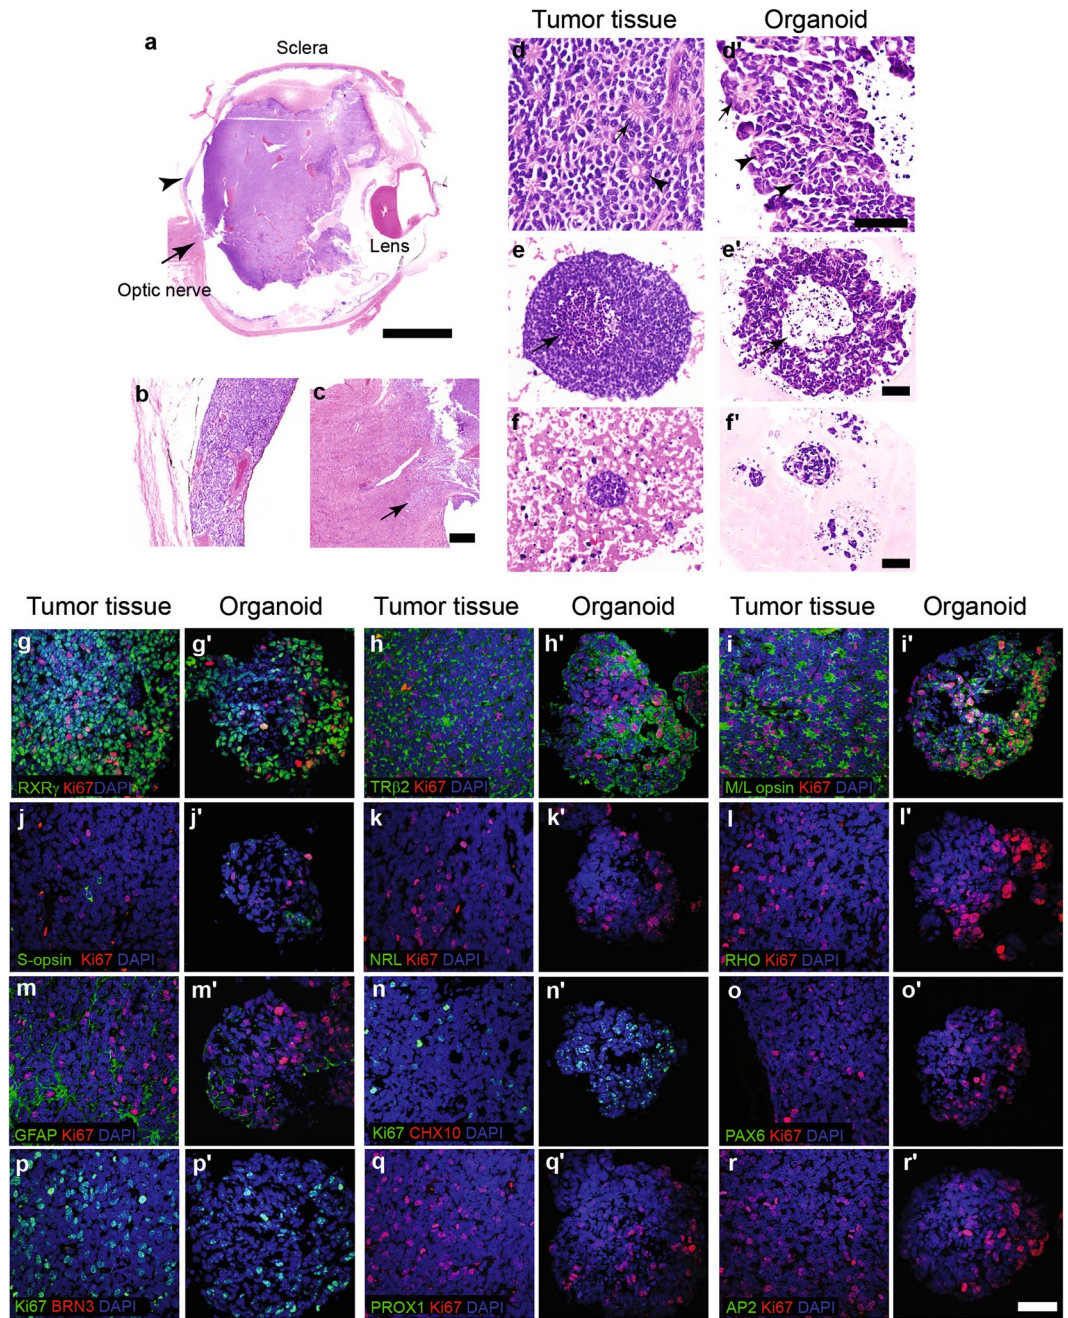 Tumor tissue
Organoid
a
Sclera
Lens
Optic nerve
b
c
d
d'
e
e'
f
f'
Tumor tissue
Organoid
Tumor tissue
Organoid
Tumor tissue
Organoid
g
RXRγ Ki67 DAPI
g'
h
TRβ2 Ki67 DAPI
h'
i
M/L opsin Ki67 DAPI
i'
j
S-opsin Ki67 DAPI
j'
k
NRL Ki67 DAPI
k'
l
RHO Ki67 DAPI
l'
m
GFAP Ki67 DAPI
m'
n
Ki67 CHX10 DAPI
n'
o
PAX6 Ki67 DAPI
o'
p
Ki67 BRN3 DAPI
p'
q
PROX1 Ki67 DAPI
q'
r
AP2 Ki67 DAPI
r'